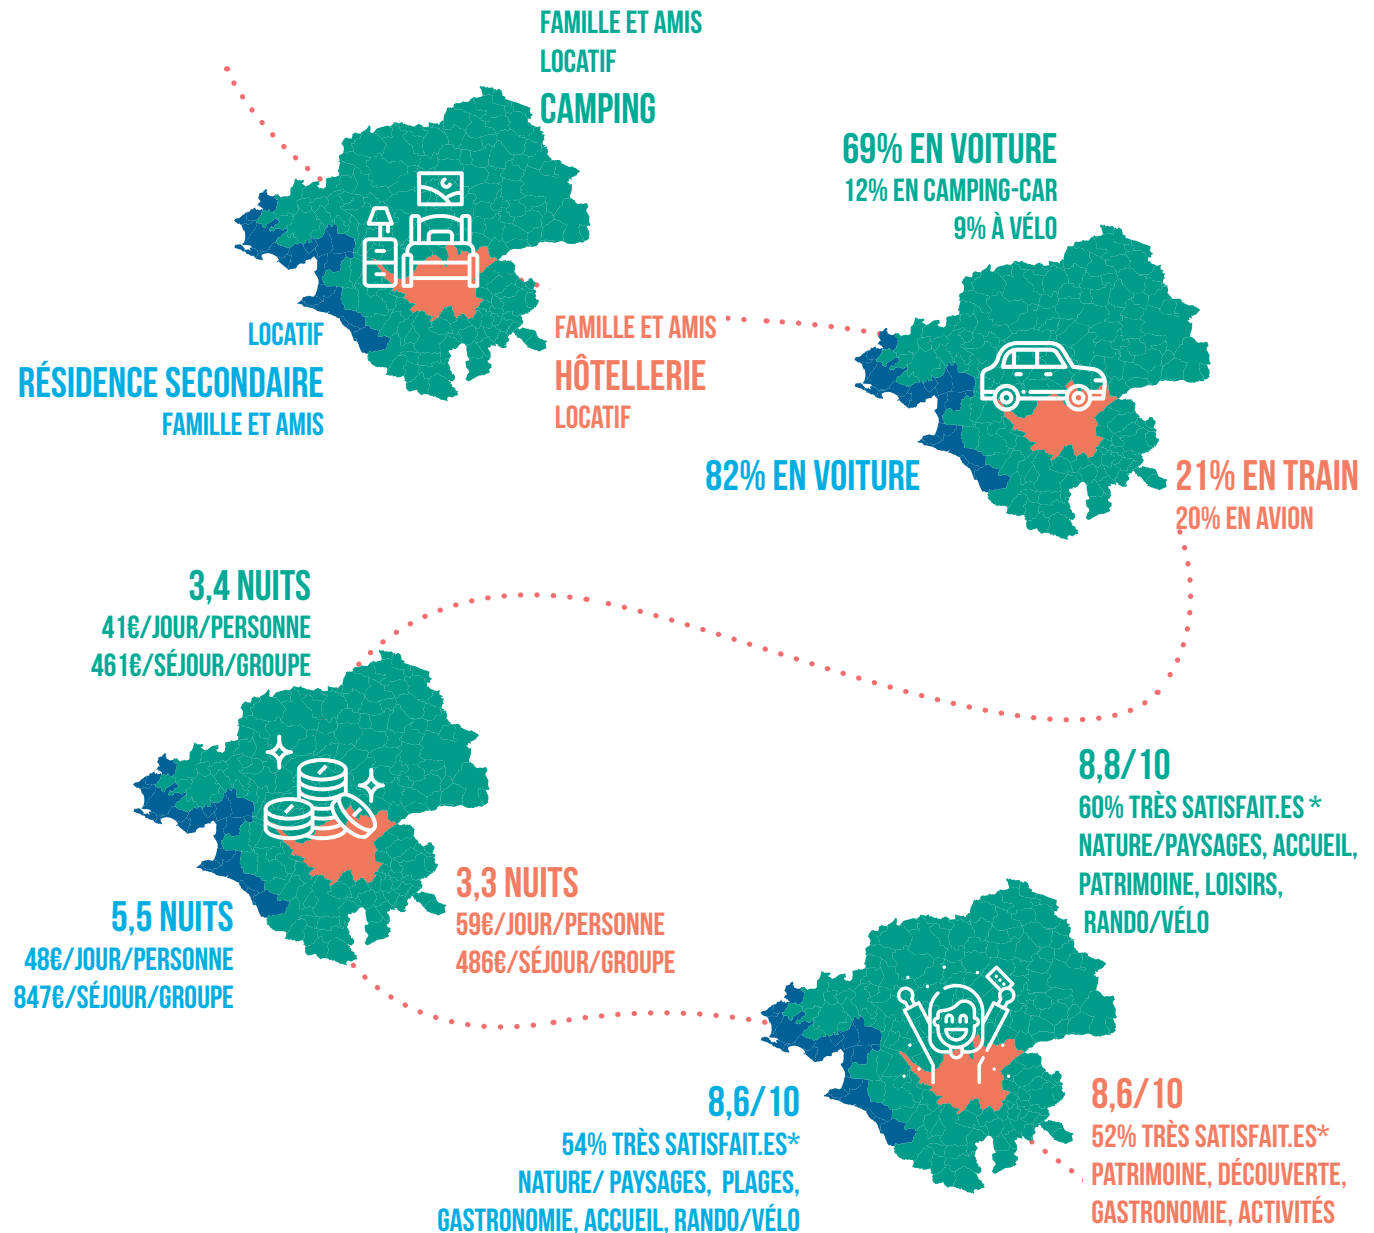 FAMILLE ET AMIS
LOCATIF
CAMPING
LOCATIF
RÉSIDENCE SECONDAIRE
FAMILLE ET AMIS
FAMILLE ET AMIS
HÔTELLERIE
LOCATIF
69% EN VOITURE
12% EN CAMPING-CAR
9% À VÉLO
82% EN VOITURE
21% EN TRAIN
20% EN AVION
3,4 NUITS
41€/JOUR/PERSONNE
461€/SÉJOUR/GROUPE
5,5 NUITS
48€/JOUR/PERSONNE
847€/SÉJOUR/GROUPE
3,3 NUITS
59€/JOUR/PERSONNE
486€/SÉJOUR/GROUPE
8,8/10
60% TRÈS SATISFAIT.ES *
NATURE/PAYSAGES, ACCUEIL,
PATRIMOINE, LOISIRS,
RANDO/VÉLO
8,6/10
54% TRÈS SATISFAIT.ES*
NATURE/ PAYSAGES, PLAGES,
GASTRONOMIE, ACCUEIL, RANDO/VÉLO
8,6/10
52% TRÈS SATISFAIT.ES*
PATRIMOINE, DÉCOUVERTE,
GASTRONOMIE, ACTIVITÉS